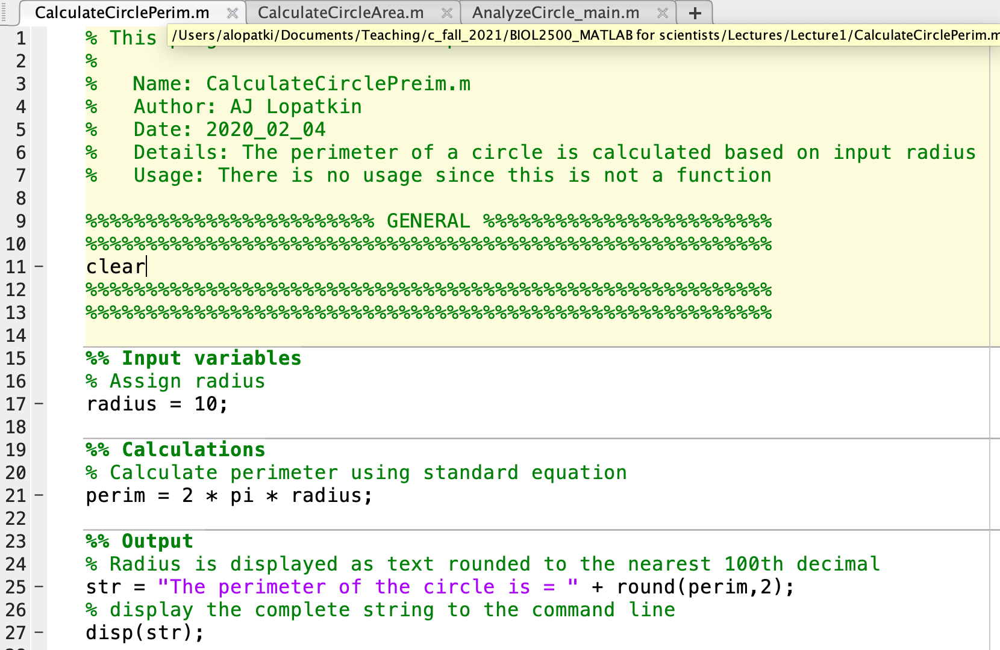 CalculateCirclePerim.m CalculateCircleArea.m AnalyzeCircle_main.m +
/Users/alopatki/Documents/Teaching/c_fall_2021/BIOL2500_MATLAB for scientists/Lectures/Lecture1/CalculateCirclePerim.m
1 % This
2 %
3 %   Name: CalculateCirclePreim.m
4 %   Author: AJ Lopatkin
5 %   Date: 2020_02_04
6 %   Details: The perimeter of a circle is calculated based on input radius
7 %   Usage: There is no usage since this is not a function
8
9 %%%%%%%%%%%%%%%%%%%%%%%% GENERAL %%%%%%%%%%%%%%%%%%%%%%%%
10 %%%%%%%%%%%%%%%%%%%%%%%%%%%%%%%%%%%%%%%%%%%%%%%%%%%%%%%%%
11 – clear
12 %%%%%%%%%%%%%%%%%%%%%%%%%%%%%%%%%%%%%%%%%%%%%%%%%%%%%%%%%
13 %%%%%%%%%%%%%%%%%%%%%%%%%%%%%%%%%%%%%%%%%%%%%%%%%%%%%%%%%
14
15 %% Input variables
16 % Assign radius
17 – radius = 10;
18
19 %% Calculations
20 % Calculate perimeter using standard equation
21 – perim = 2 * pi * radius;
22
23 %% Output
24 % Radius is displayed as text rounded to the nearest 100th decimal
25 – str = "The perimeter of the circle is = " + round(perim,2);
26 % display the complete string to the command line
27 – disp(str);